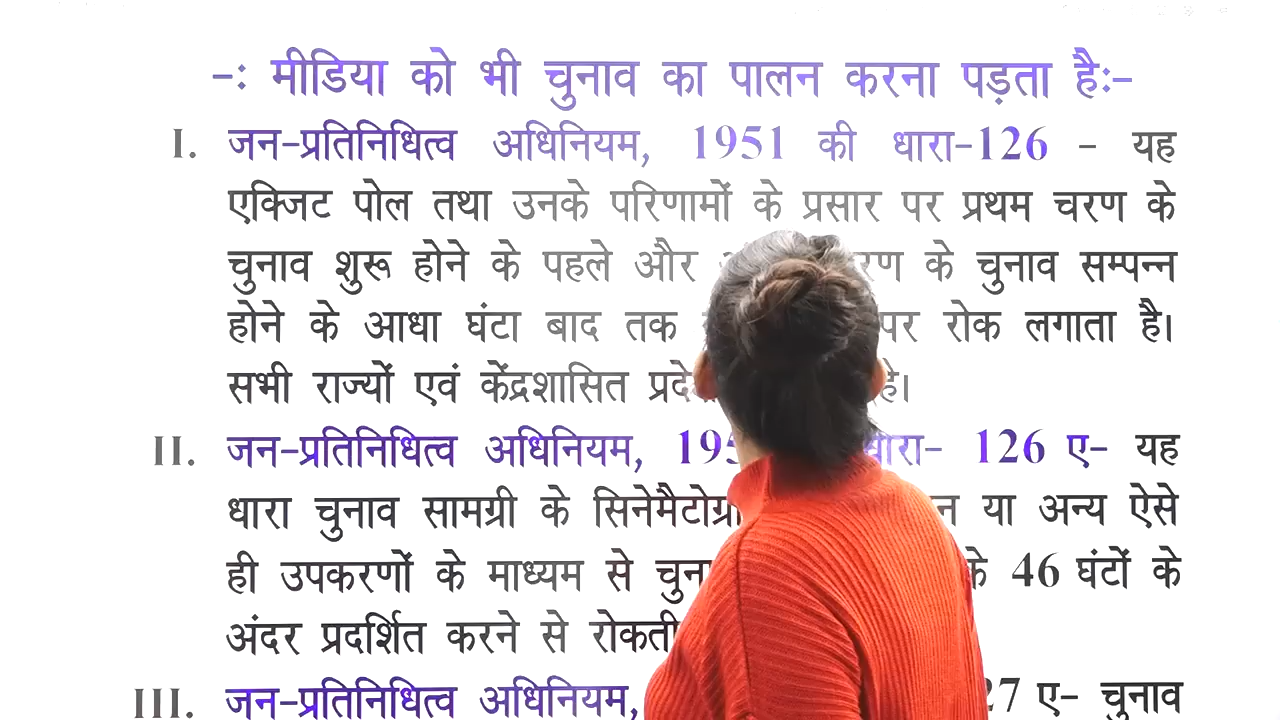 -: मीडिया को भी चुनाव का पालन करना पड़ता है:-
I. जन-प्रतिनिधित्व अधिनियम, 1951 की धारा-126 - यह
एक्जिट पोल तथा उनके परिणामों के प्रसार पर प्रथम चरण के
चुनाव शुरू होने के पहले और के चुनाव सम्पन्न
होने के आधा घंटा बाद तक पर रोक लगाता है।
सभी राज्यों एवं केंद्रशासित
II. जन-प्रतिनिधित्व अधिनियम, धारा- 126 ए- यह
धारा चुनाव सामग्री के या अन्य ऐसे
ही उपकरणों के माध्यम से के 46 घंटों के
अंदर प्रदर्शित करने से
III. जन-प्रतिनिधित्व अधिनियम, ए- चुनाव